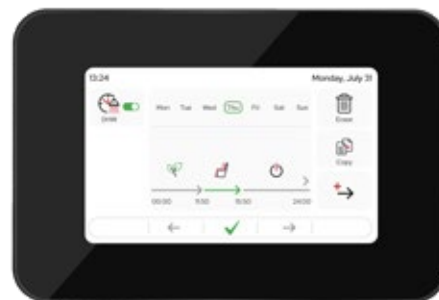 13:24
Monday, July 31
Mon Tue Wed Thu Fri Sat Sun
Erase
Copy
00:00 11:50 15:50 24:00